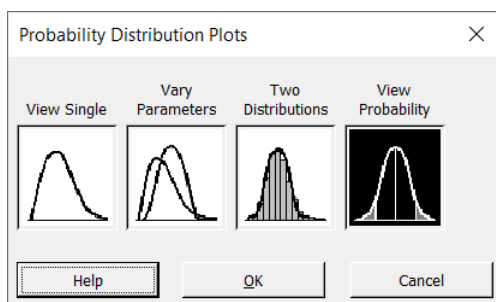 Probability Distribution Plots
View Single
Vary
Parameters
Two
Distributions
View
Probability
Help
OK
Cancel